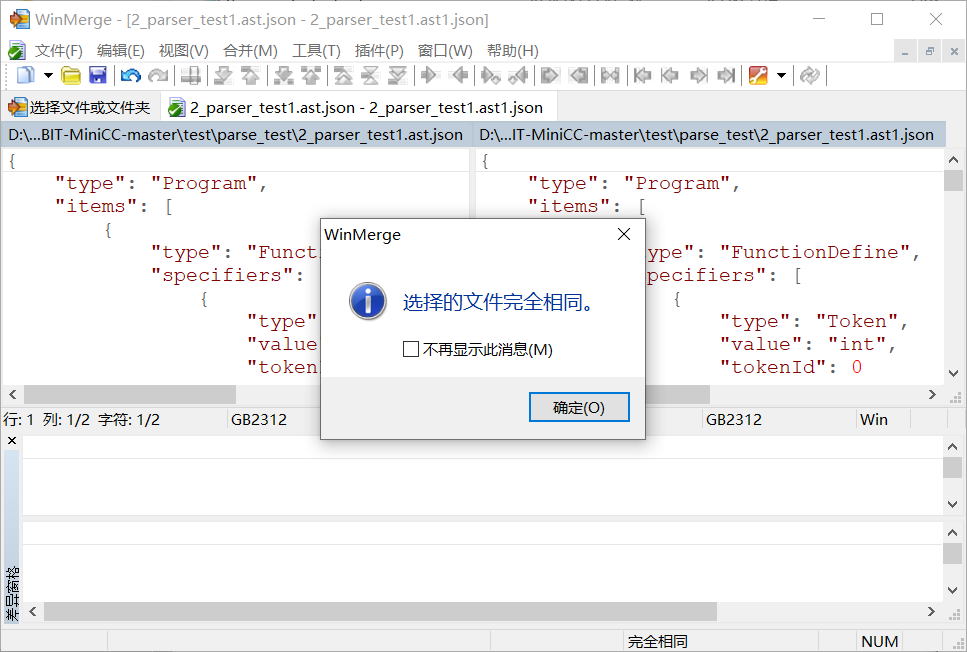 WinMerge - [2_parser_test1.ast.json - 2_parser_test1.ast1.json]
文件(F) 编辑(E) 视图(V) 合并(M) 工具(T) 插件(P) 窗口(W) 帮助(H)
选择文件或文件夹 2_parser_test1.ast.json - 2_parser_test1.ast1.json
D:\...BIT-MiniCC-master\test\parse_test\2_parser_test1.ast.json D:\...IT-MiniCC-master\test\parse_test\2_parser_test1.ast1.json
{
"type": "Program",
"items": [
{
"type": "Functi
"specifiers":
{
"type"
"value
"token
{
"type": "Program",
"items": [
ype": "FunctionDefine",
pecifiers": [
{
"type": "Token",
"value": "int",
"tokenId": 0
WinMerge
选择的文件完全相同。
不再显示此消息(M)
确定(O)
行: 1 列: 1/2 字符: 1/2 GB2312 GB2312 Win
差异窗格
完全相同 NUM